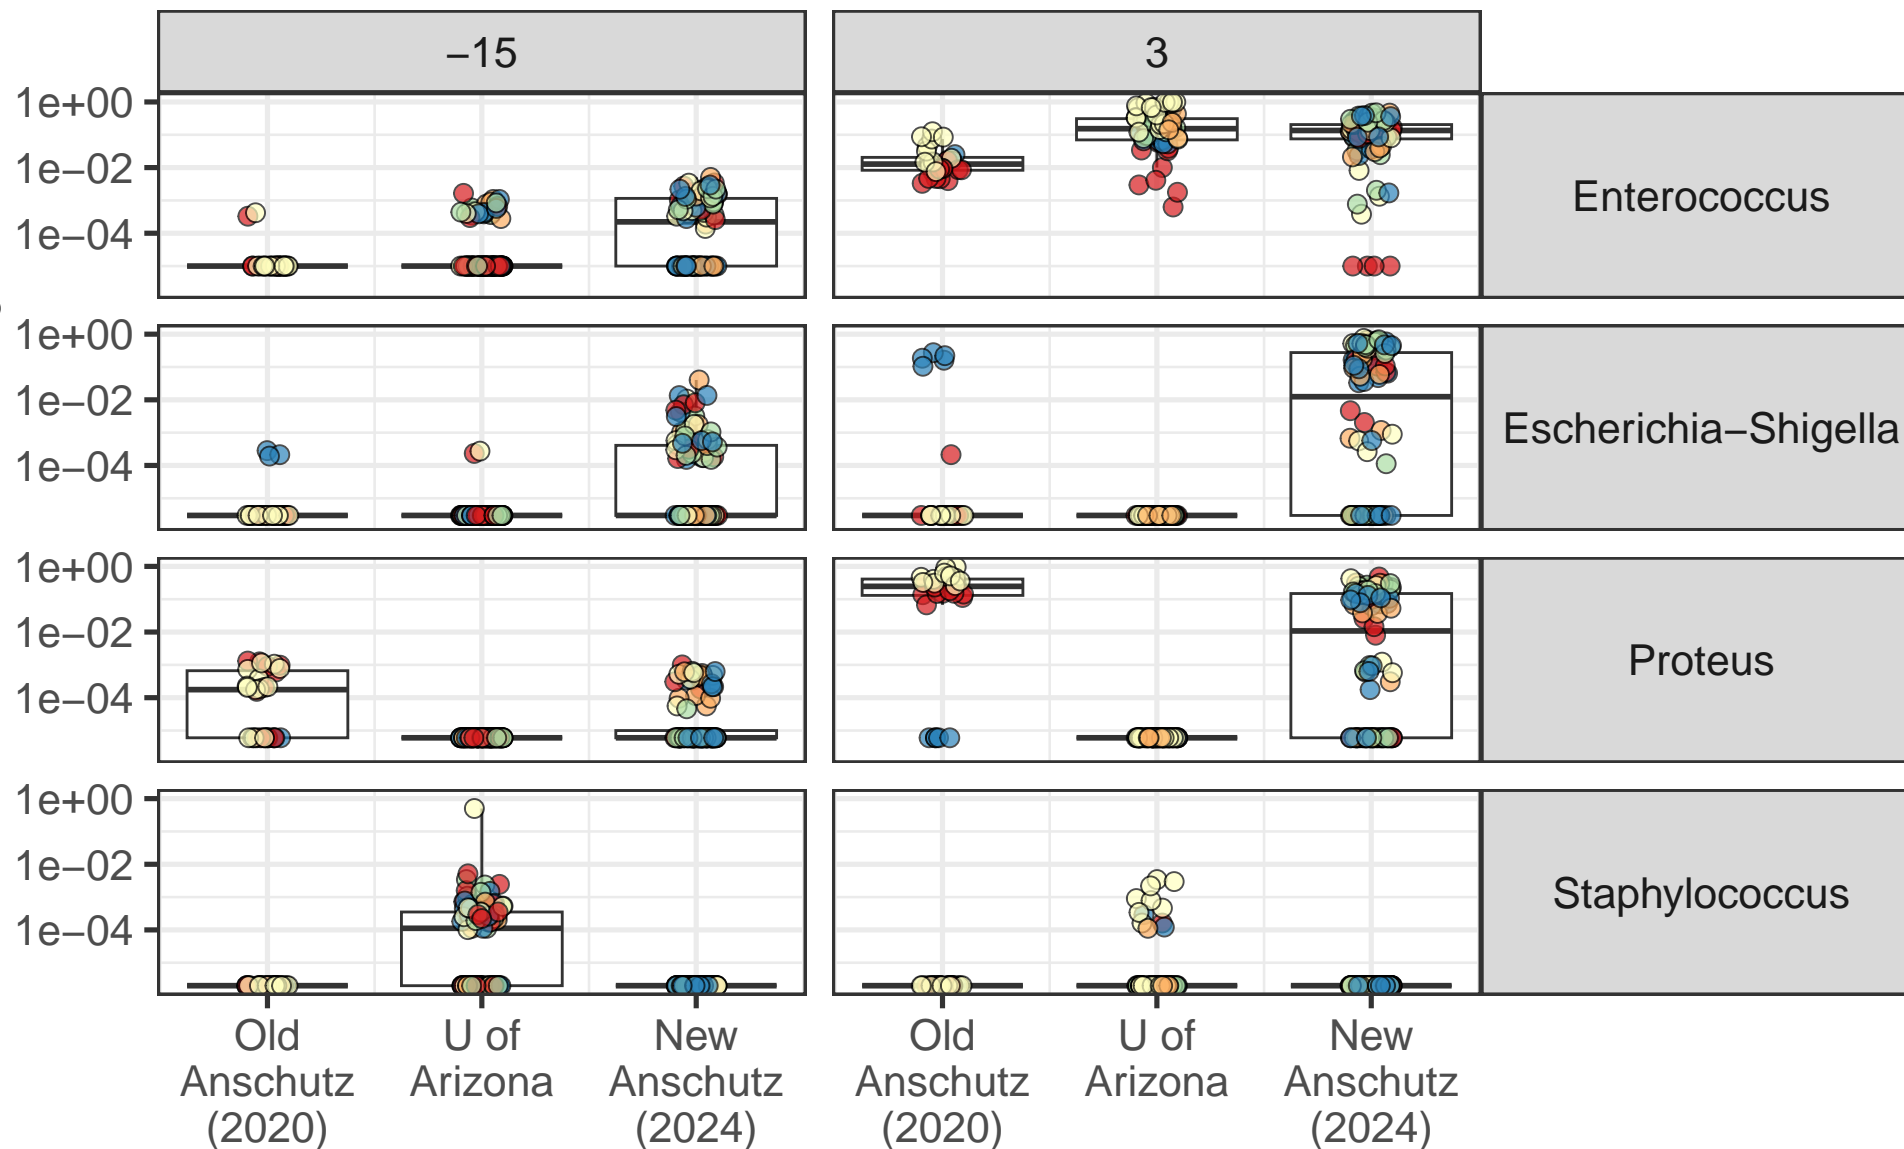 −15
3
1e+00
1e−02
1e−04
Enterococcus
1e+00
1e−02
1e−04
Escherichia−Shigella
1e+00
1e−02
1e−04
Proteus
1e+00
1e−02
1e−04
Staphylococcus
Old
Anschutz
(2020)
U of
Arizona
New
Anschutz
(2024)
Old
Anschutz
(2020)
U of
Arizona
New
Anschutz
(2024)